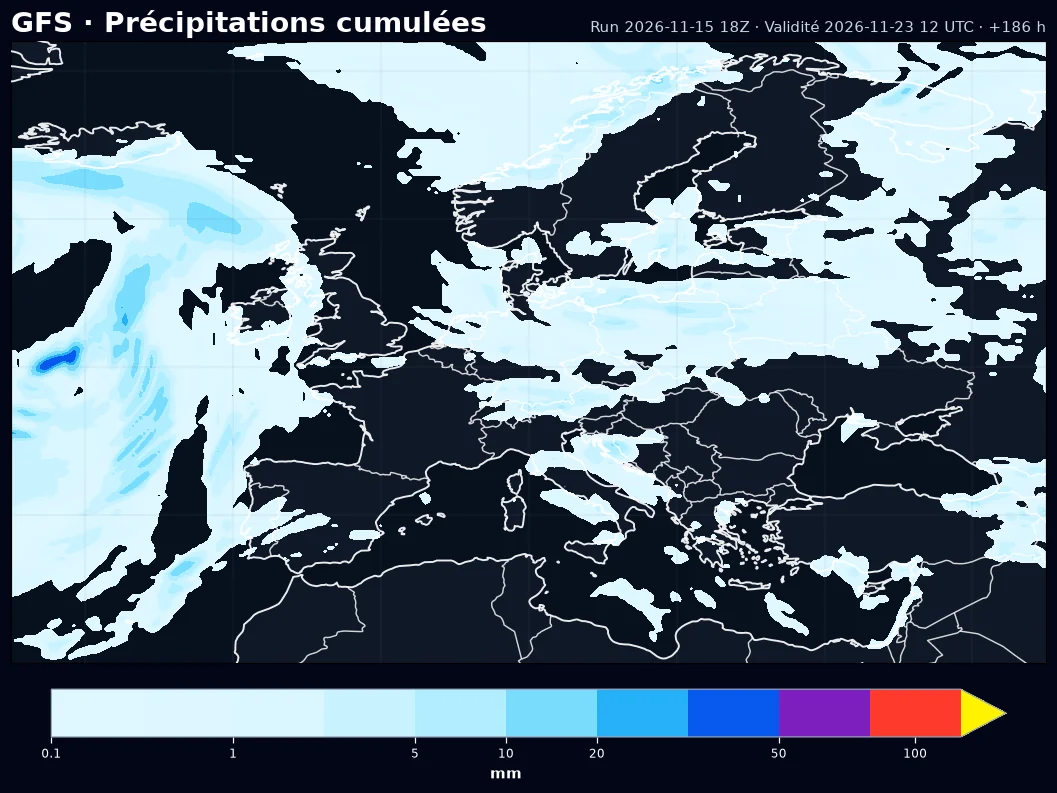 GFS · Précipitations cumulées
Run 2026-11-15 18Z · Validité 2026-11-23 12 UTC · +186 h
0.1 1 5 10 20 50 100
mm